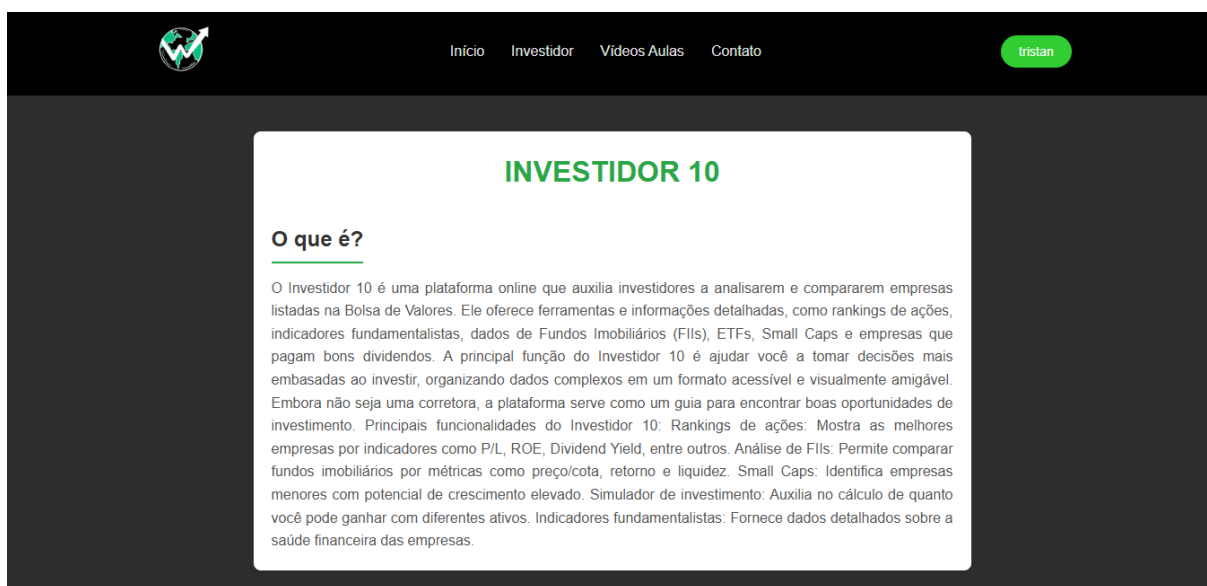 Início Investidor Vídeos Aulas Contato tristan
INVESTIDOR 10
O que é?
O Investidor 10 é uma plataforma online que auxilia investidores a analisarem e compararem empresas
listadas na Bolsa de Valores. Ele oferece ferramentas e informações detalhadas, como rankings de ações,
indicadores fundamentalistas, dados de Fundos Imobiliários (FIIs), ETFs, Small Caps e empresas que
pagam bons dividendos. A principal função do Investidor 10 é ajudar você a tomar decisões mais
embasadas ao investir, organizando dados complexos em um formato acessível e visualmente amigável.
Embora não seja uma corretora, a plataforma serve como um guia para encontrar boas oportunidades de
investimento. Principais funcionalidades do Investidor 10: Rankings de ações: Mostra as melhores
empresas por indicadores como P/L, ROE, Dividend Yield, entre outros. Análise de FIIs: Permite comparar
fundos imobiliários por métricas como preço/cota, retorno e liquidez. Small Caps: Identifica empresas
menores com potencial de crescimento elevado. Simulador de investimento: Auxilia no cálculo de quanto
você pode ganhar com diferentes ativos. Indicadores fundamentalistas: Fornece dados detalhados sobre a
saúde financeira das empresas.